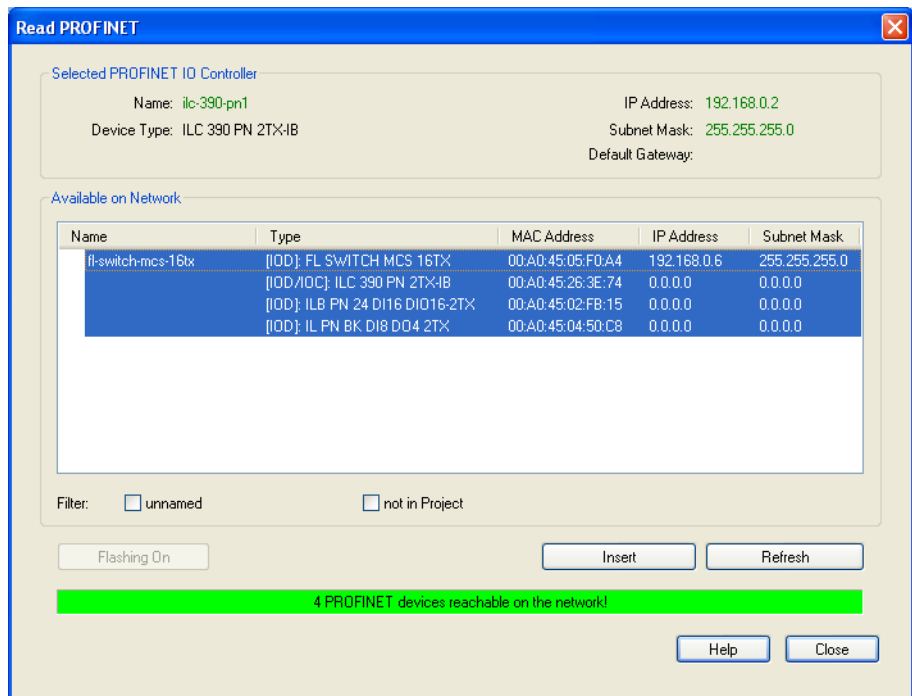 Read PROFINET
Selected PROFINET IO Controller
Name: ilc-390-pn1 IP Address: 192.168.0.2
Device Type: ILC 390 PN 2TX-IB Subnet Mask: 255.255.255.0
Default Gateway:
Available on Network
Name Type MAC Address IP Address Subnet Mask
fl-switch-mcs-16tx [IOD]: FL SWITCH MCS 16TX 00:A0:45:05:F0:A4 192.168.0.6 255.255.255.0
[IOD/IOC]: ILC 390 PN 2TX-IB 00:A0:45:26:3E:74 0.0.0.0 0.0.0.0
[IOD]: ILB PN 24 DI16 DIO16-2TX 00:A0:45:02:FB:15 0.0.0.0 0.0.0.0
[IOD]: IL PN BK DI8 DO4 2TX 00:A0:45:04:50:C8 0.0.0.0 0.0.0.0
Filter: unnamed not in Project
Flashing On Insert Refresh
4 PROFINET devices reachable on the network!
Help Close